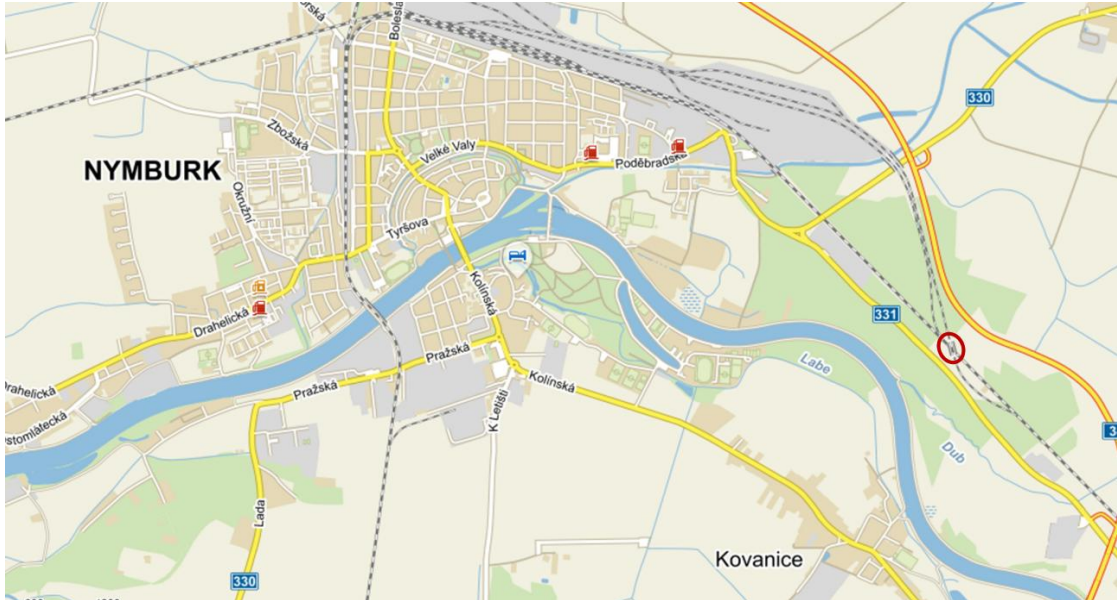 Bolesla
Zbožská
NYMBURK
Velké Valy
Poděbradská
330
Okružní
Tyršova
Kolínská
331
Drahelická
Pražská
Labe
Drahelická
Kolínská
Pražská
K Letišti
Dub
Lada
Kovanice
330